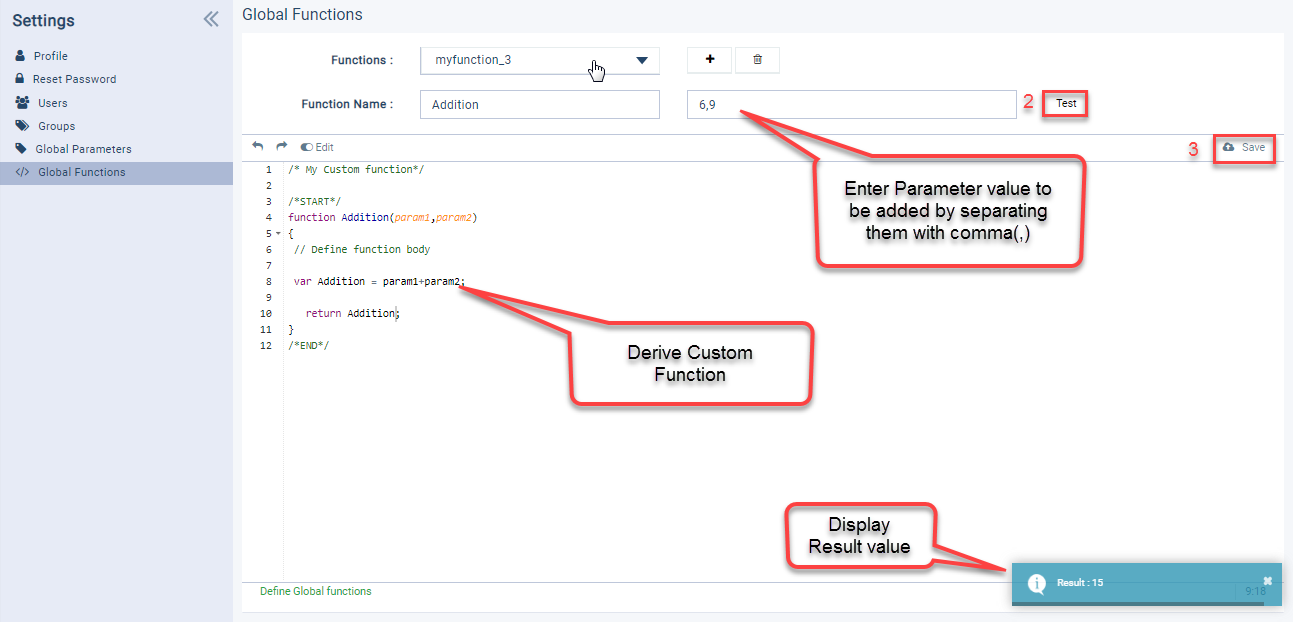 Settings
Profile
Reset Password
Users
Groups
Global Parameters
</> Global Functions
Global Functions
Functions :
myfunction_3
+
Function Name :
Addition
6,9
2
Test
Edit
3
Save
1 /* My Custom function*/
2
3 /*START*/
4 function Addition(param1,param2)
5 {
6 // Define function body
7
8 var Addition = param1+param2;
9
10 return Addition;
11 }
12 /*END*/
Enter Parameter value to
be added by separating
them with comma(,)
Derive Custom
Function
Display
Result value
Result : 15
9:18
Define Global functions